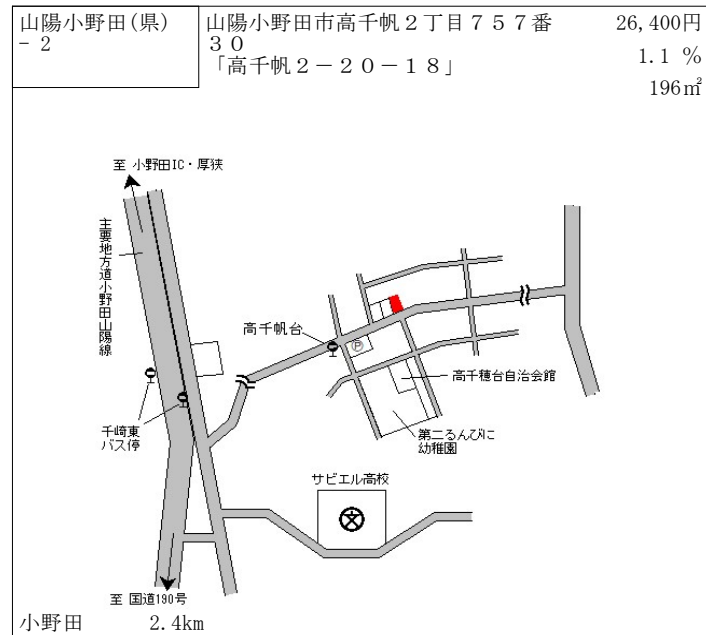 山陽小野田(県)
- 2
山陽小野田市高千帆２丁目７５７番
３０
「高千帆２－２０－１８」
26,400円
1.1 %
196㎡
至 小野田IC・厚狭
主要地方道小野田山陽線
高千帆台
P
高千穂台自治会館
千崎東
バス停
第二るんびに
幼稚園
サビエル高校
至 国道190号
小野田 2.4km